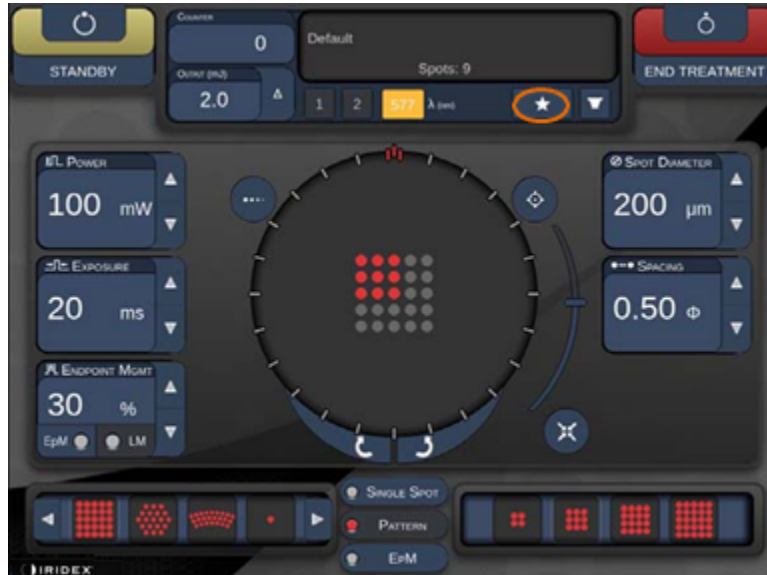 STANDBY
COUNTER
0
OUTPUT (mJ)
2.0
Default
Spots: 9
1 2 577 λ (nm)
END TREATMENT
POWER
100 mW
EXPOSURE
20 ms
ENDPOINT MGMT
30 %
EpM LM
SPOT DIAMETER
200 µm
SPACING
0.50 Φ
SINGLE SPOT
PATTERN
EPM
IRIDEX